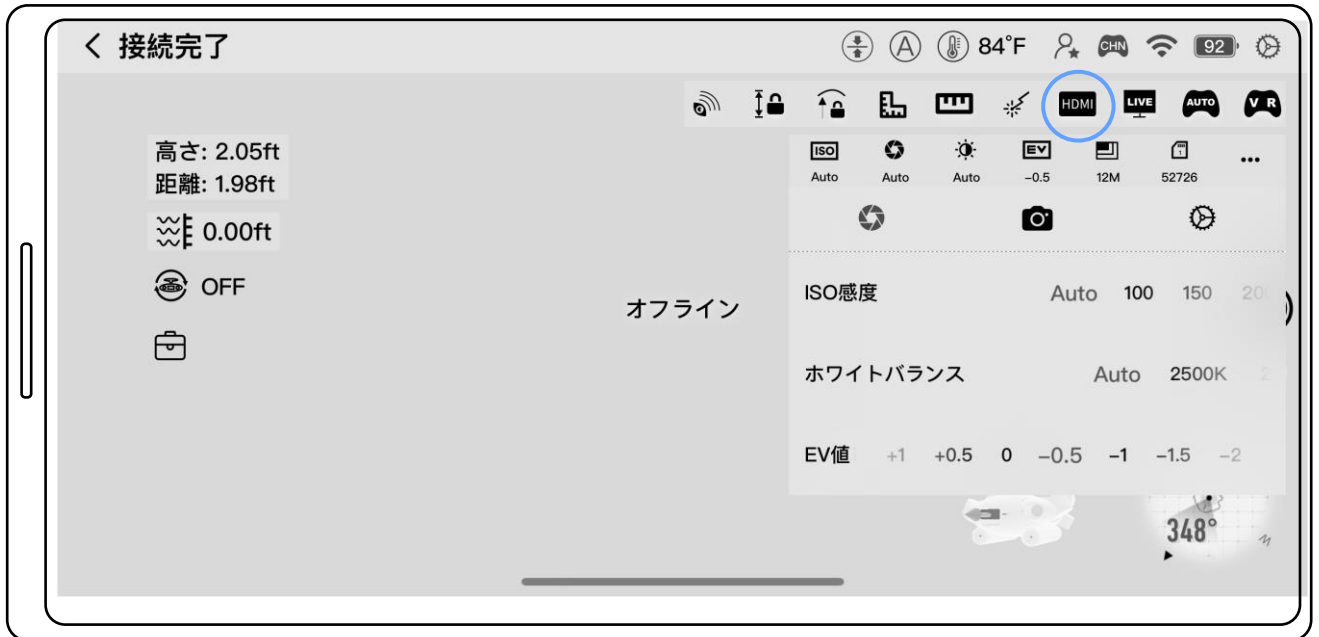 接続完了
A 84°F CHN 92
HDMI LIVE AUTO V R
高さ: 2.05ft
距離: 1.98ft
0.00ft
OFF
オフライン
ISO EV 1
Auto Auto Auto −0.5 12M 52726
ISO感度 Auto 100 150 200
ホワイトバランス Auto 2500K 2
EV値 +1 +0.5 0 −0.5 −1 −1.5 −2
348°